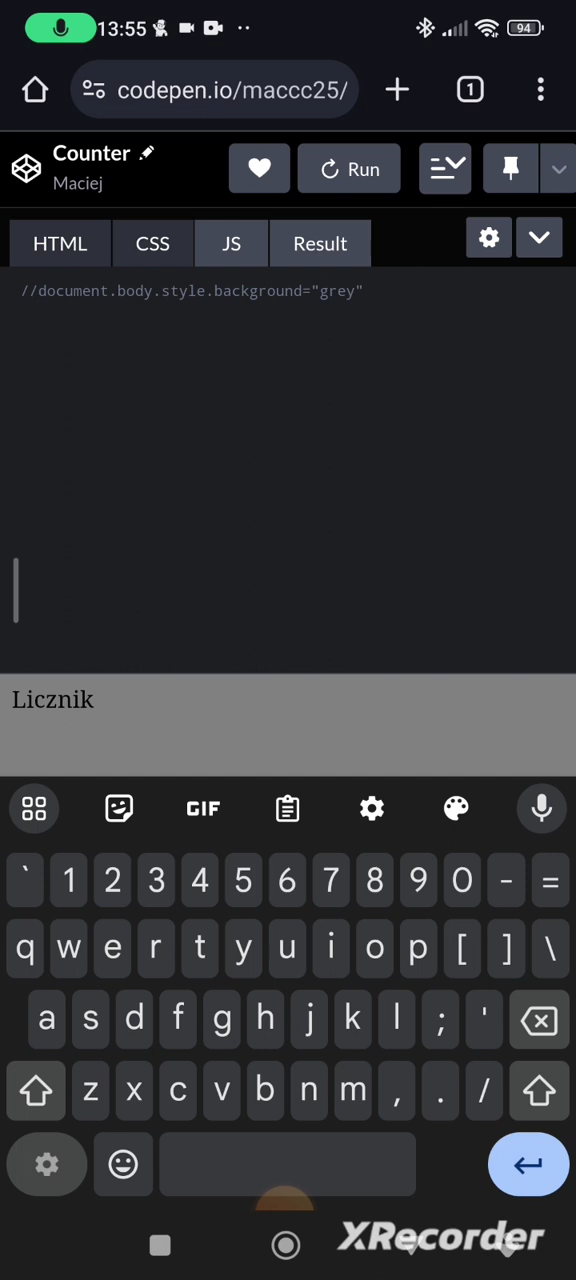 13:55
94
codepen.io/maccc25/
1
Counter
Maciej
Run
HTML
CSS
JS
Result
//document.body.style.background="grey"
Licznik
GIF
` 1 2 3 4 5 6 7 8 9 0 - =
q w e r t y u i o p [ ] \
a s d f g h j k l ; '
z x c v b n m , . /
XRecorder